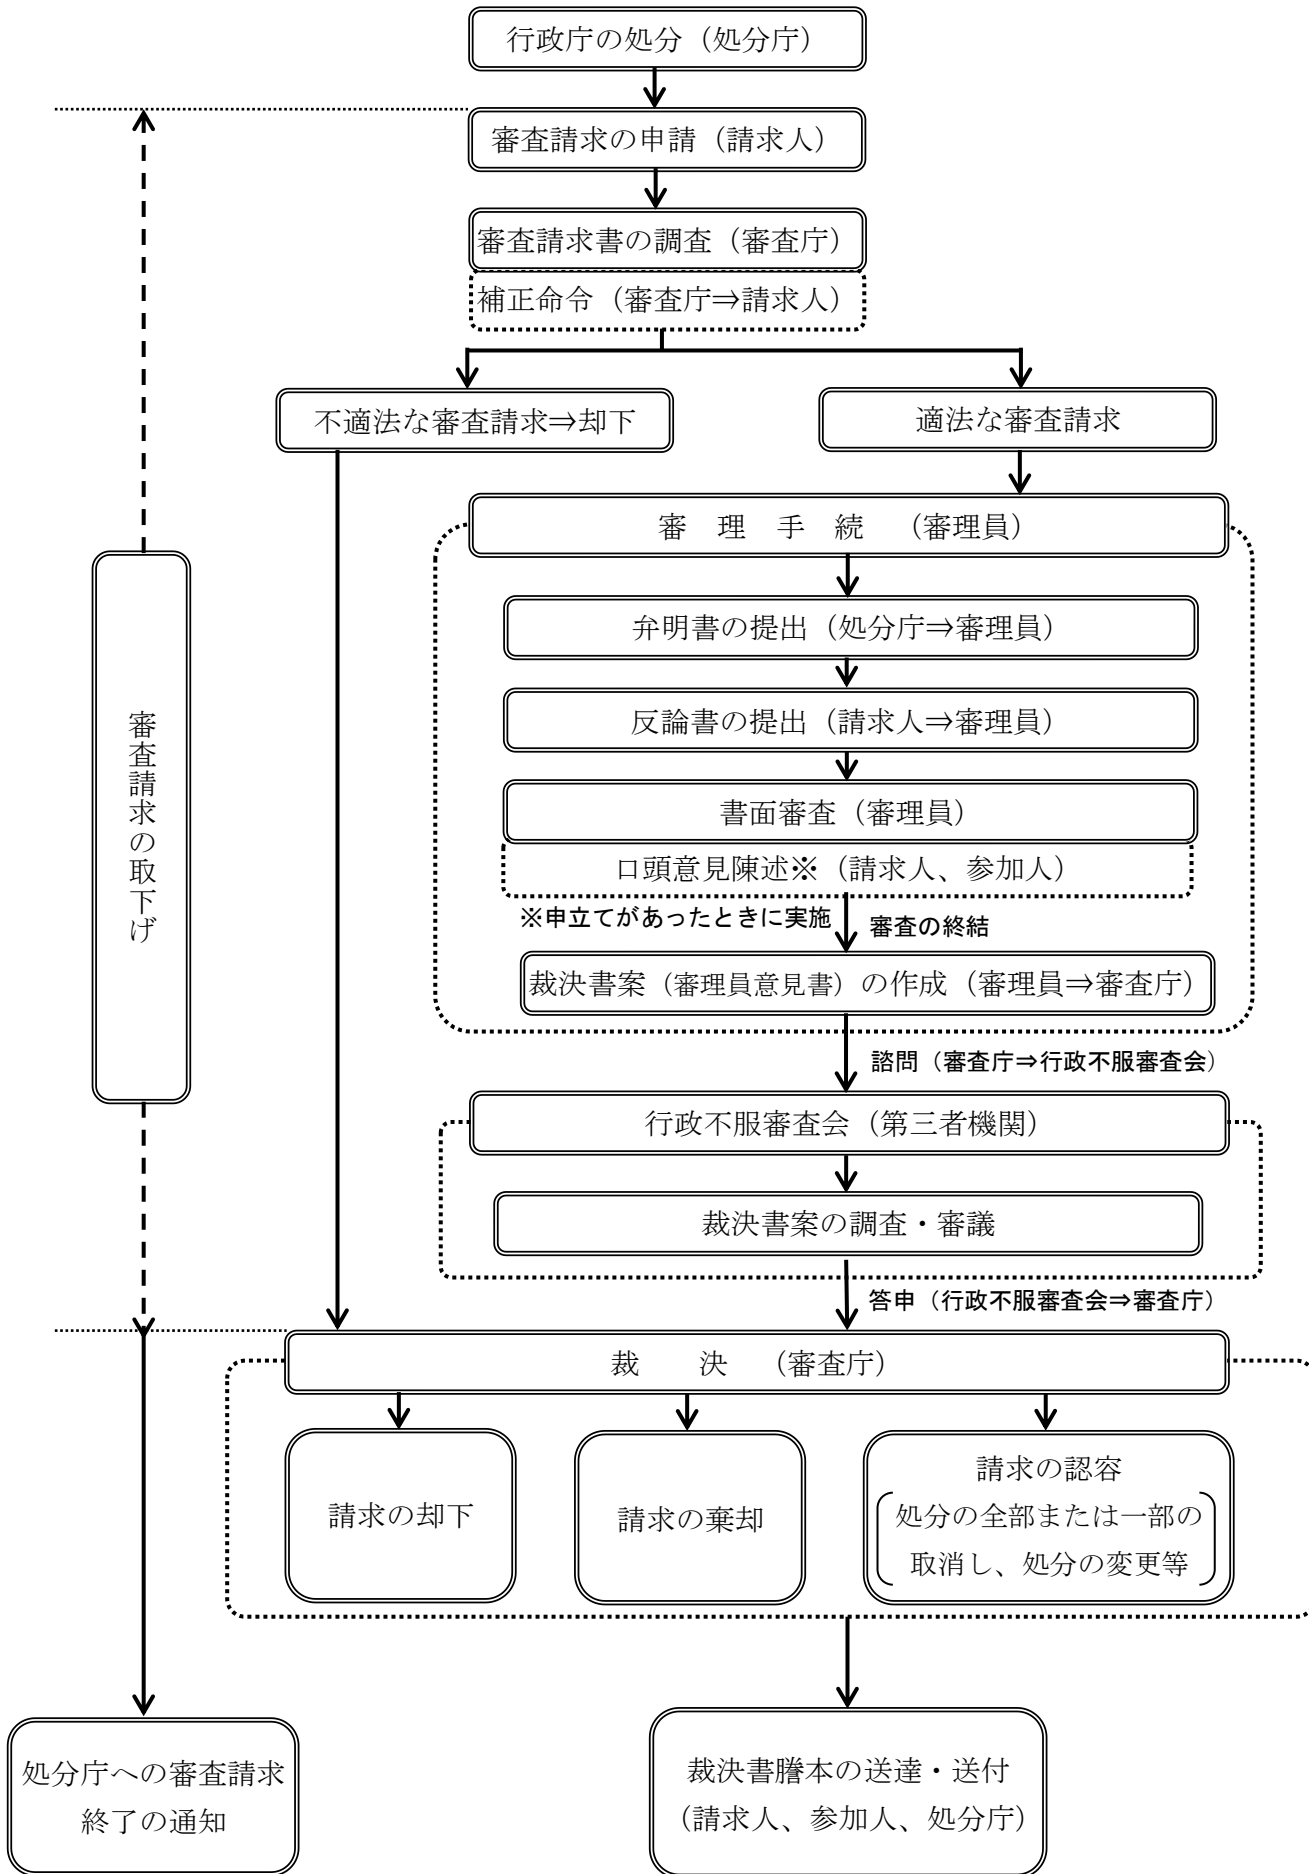 行政庁の処分（処分庁）
審査請求の申請（請求人）
審査請求書の調査（審査庁）
補正命令（審査庁⇒請求人）
不適法な審査請求⇒却下
適法な審査請求
審　理　手　続　（審理員）
弁明書の提出（処分庁⇒審理員）
反論書の提出（請求人⇒審理員）
書面審査（審理員）
口頭意見陳述※（請求人、参加人）
※申立てがあったときに実施
審査の終結
裁決書案（審理員意見書）の作成（審理員⇒審査庁）
諮問（審査庁⇒行政不服審査会）
行政不服審査会（第三者機関）
裁決書案の調査・審議
答申（行政不服審査会⇒審査庁）
審査請求の取下げ
裁　　決　（審査庁）
請求の却下
請求の棄却
請求の認容
処分の全部または一部の
取消し、処分の変更等
処分庁への審査請求
終了の通知
裁決書謄本の送達・送付
（請求人、参加人、処分庁）